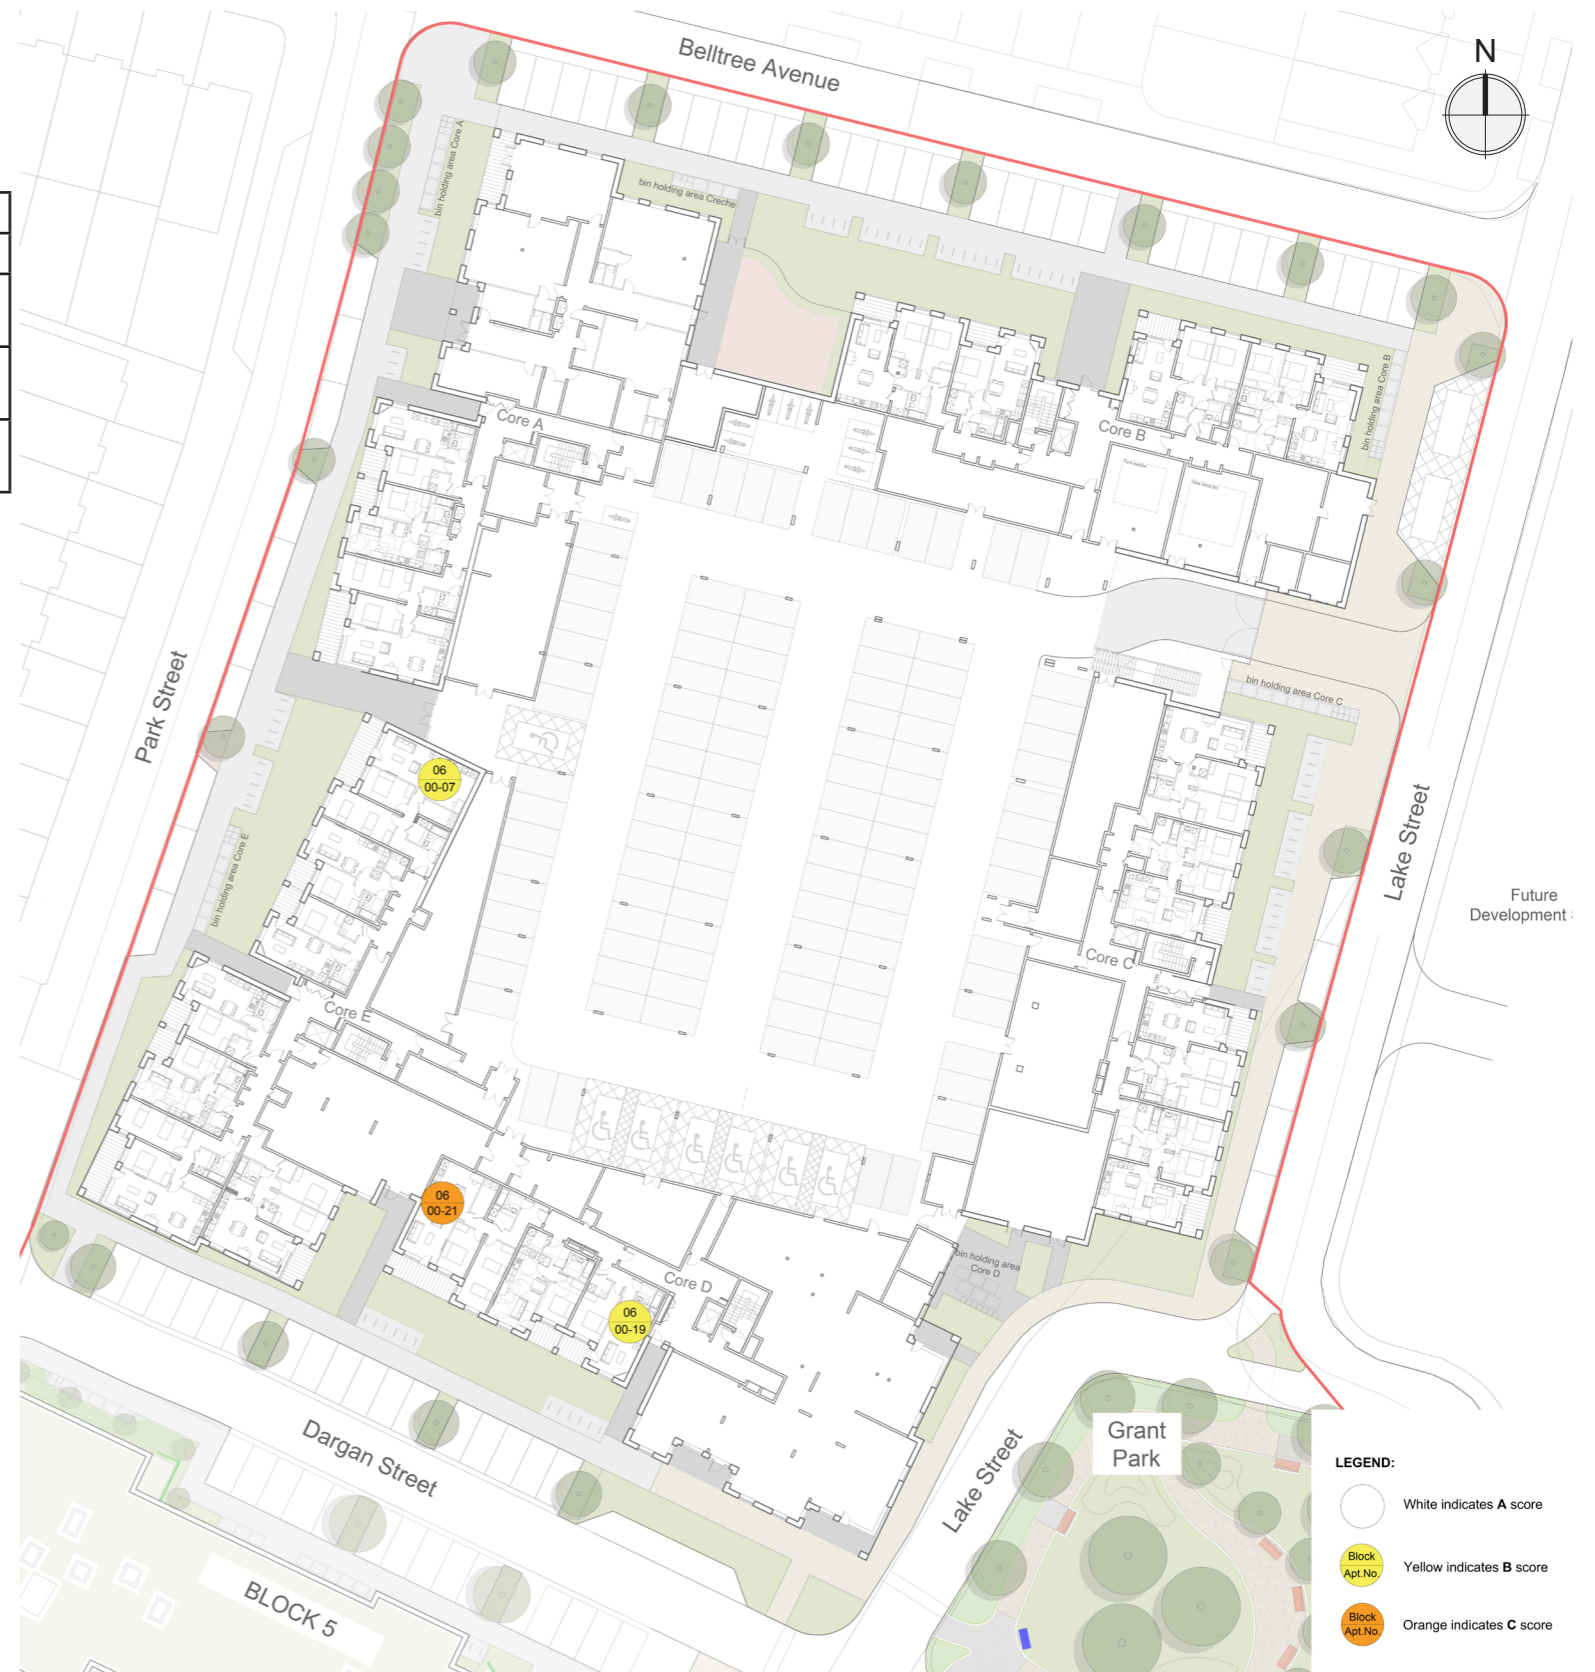 Belltree Avenue
N
bin holding area Core A
bin holding area Creche
bin holding area Core B
Core A
Core B
Park Street
bin holding area Core C
06
00-07
Lake Street
bin holding area Core E
Future
Development
Core C
Core E
06
00-21
bin holding area
Core D
Core D
06
00-19
Dargan Street
Lake Street
Grant
Park
BLOCK 5
LEGEND:
White indicates A score
Block
Apt.No.
Yellow indicates B score
Block
Apt.No.
Orange indicates C score